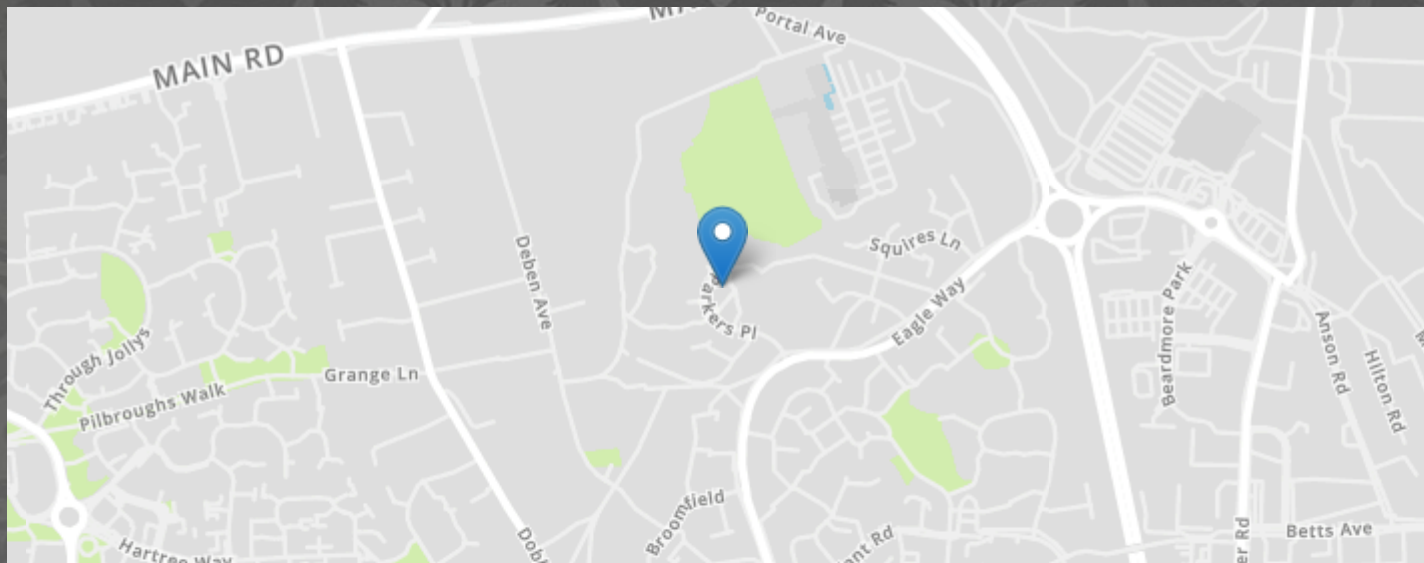 Portal Ave
MAIN RD
Squires Ln
Deben Ave
Parkers Pl
Eagle Way
Beardmore Park
Anson Rd
Hilton Rd
Through Jollys
Grange Ln
Pilbroughs Walk
Broomfield
Betts Ave
Hartree Way